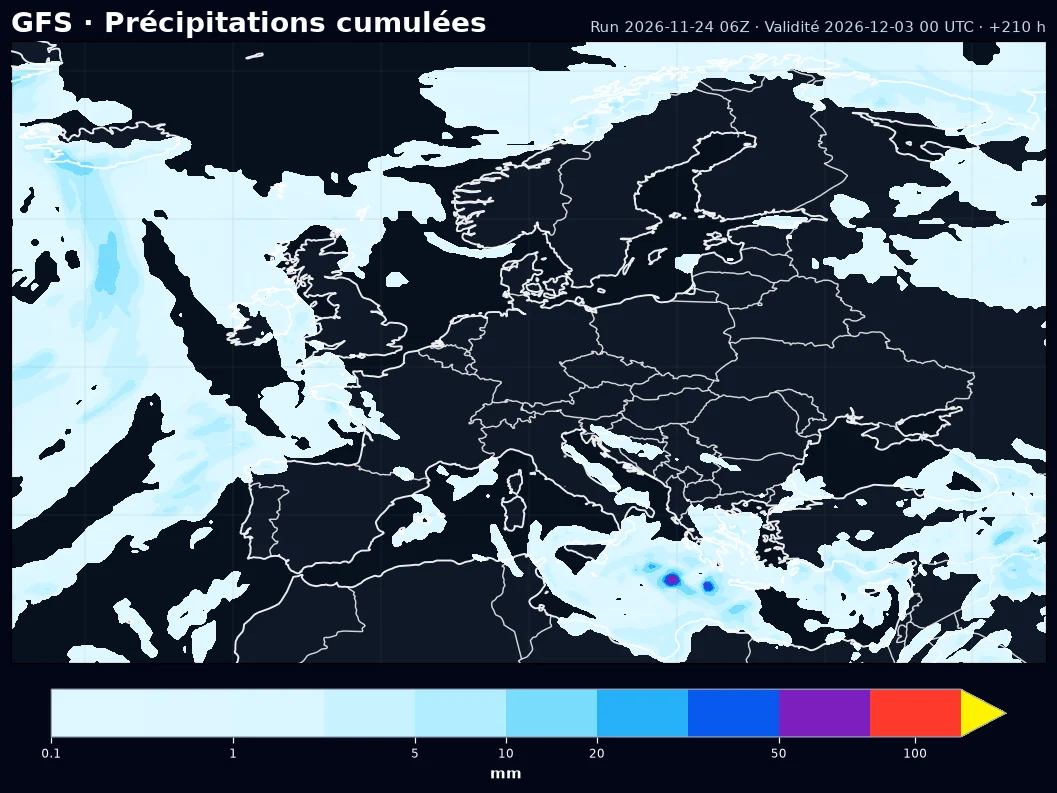 GFS · Précipitations cumulées
Run 2026-11-24 06Z · Validité 2026-12-03 00 UTC · +210 h
0.1 1 5 10 20 50 100
mm